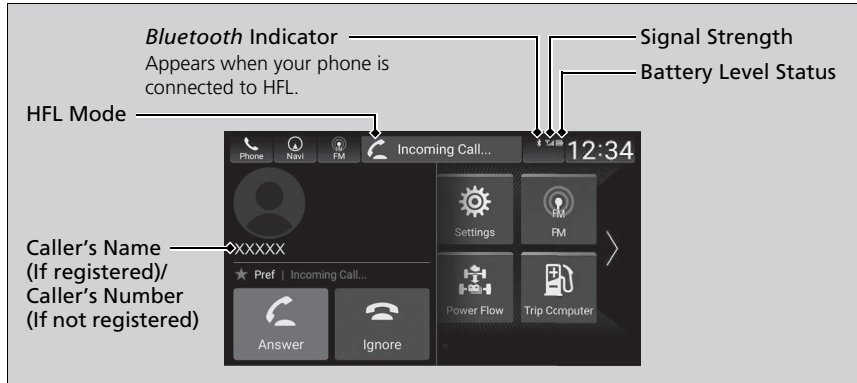 Bluetooth Indicator
Appears when your phone is
connected to HFL.
Signal Strength
Battery Level Status
HFL Mode
Phone
Navi
FM
Incoming Call...
12:34
Caller's Name
(If registered)/
Caller's Number
(If not registered)
XXXXX
Pref | Incoming Call...
Answer
Ignore
Settings
FM
FM
Power Flow
Trip Computer